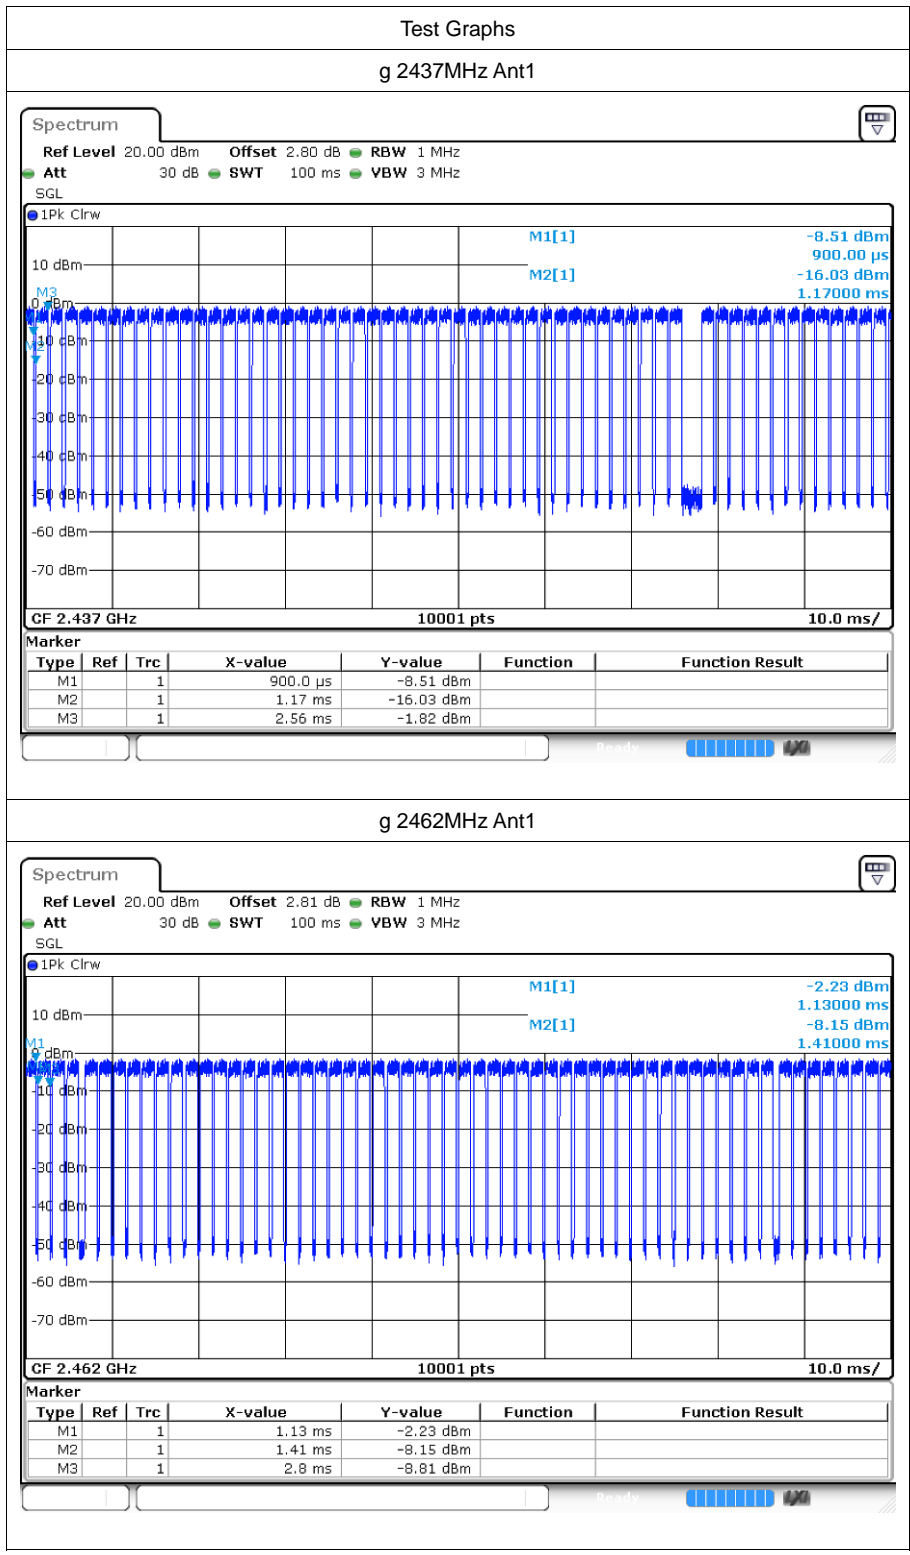 Test Graphs
g 2437MHz Ant1
Spectrum
Ref Level 20.00 dBm Offset 2.80 dB RBW 1 MHz
Att 30 dB SWT 100 ms VBW 3 MHz
SGL
1Pk Clrw
M1[1] -8.51 dBm
900.00 µs
10 dBm
M2[1] -16.03 dBm
M3 1.17000 ms
0 dBm
-10 dBm
M2
-20 dBm
-30 dBm
-40 dBm
-50 dBm
-60 dBm
-70 dBm
CF 2.437 GHz 10001 pts 10.0 ms/
Marker
Type Ref Trc X-value Y-value Function Function Result
M1 1 900.0 µs -8.51 dBm
M2 1 1.17 ms -16.03 dBm
M3 1 2.56 ms -1.82 dBm
Ready
g 2462MHz Ant1
Spectrum
Ref Level 20.00 dBm Offset 2.81 dB RBW 1 MHz
Att 30 dB SWT 100 ms VBW 3 MHz
SGL
1Pk Clrw
M1[1] -2.23 dBm
1.13000 ms
10 dBm
M2[1] -8.15 dBm
M1 1.41000 ms
0 dBm
-10 dBm
-20 dBm
-30 dBm
-40 dBm
-50 dBm
-60 dBm
-70 dBm
CF 2.462 GHz 10001 pts 10.0 ms/
Marker
Type Ref Trc X-value Y-value Function Function Result
M1 1 1.13 ms -2.23 dBm
M2 1 1.41 ms -8.15 dBm
M3 1 2.8 ms -8.81 dBm
Ready